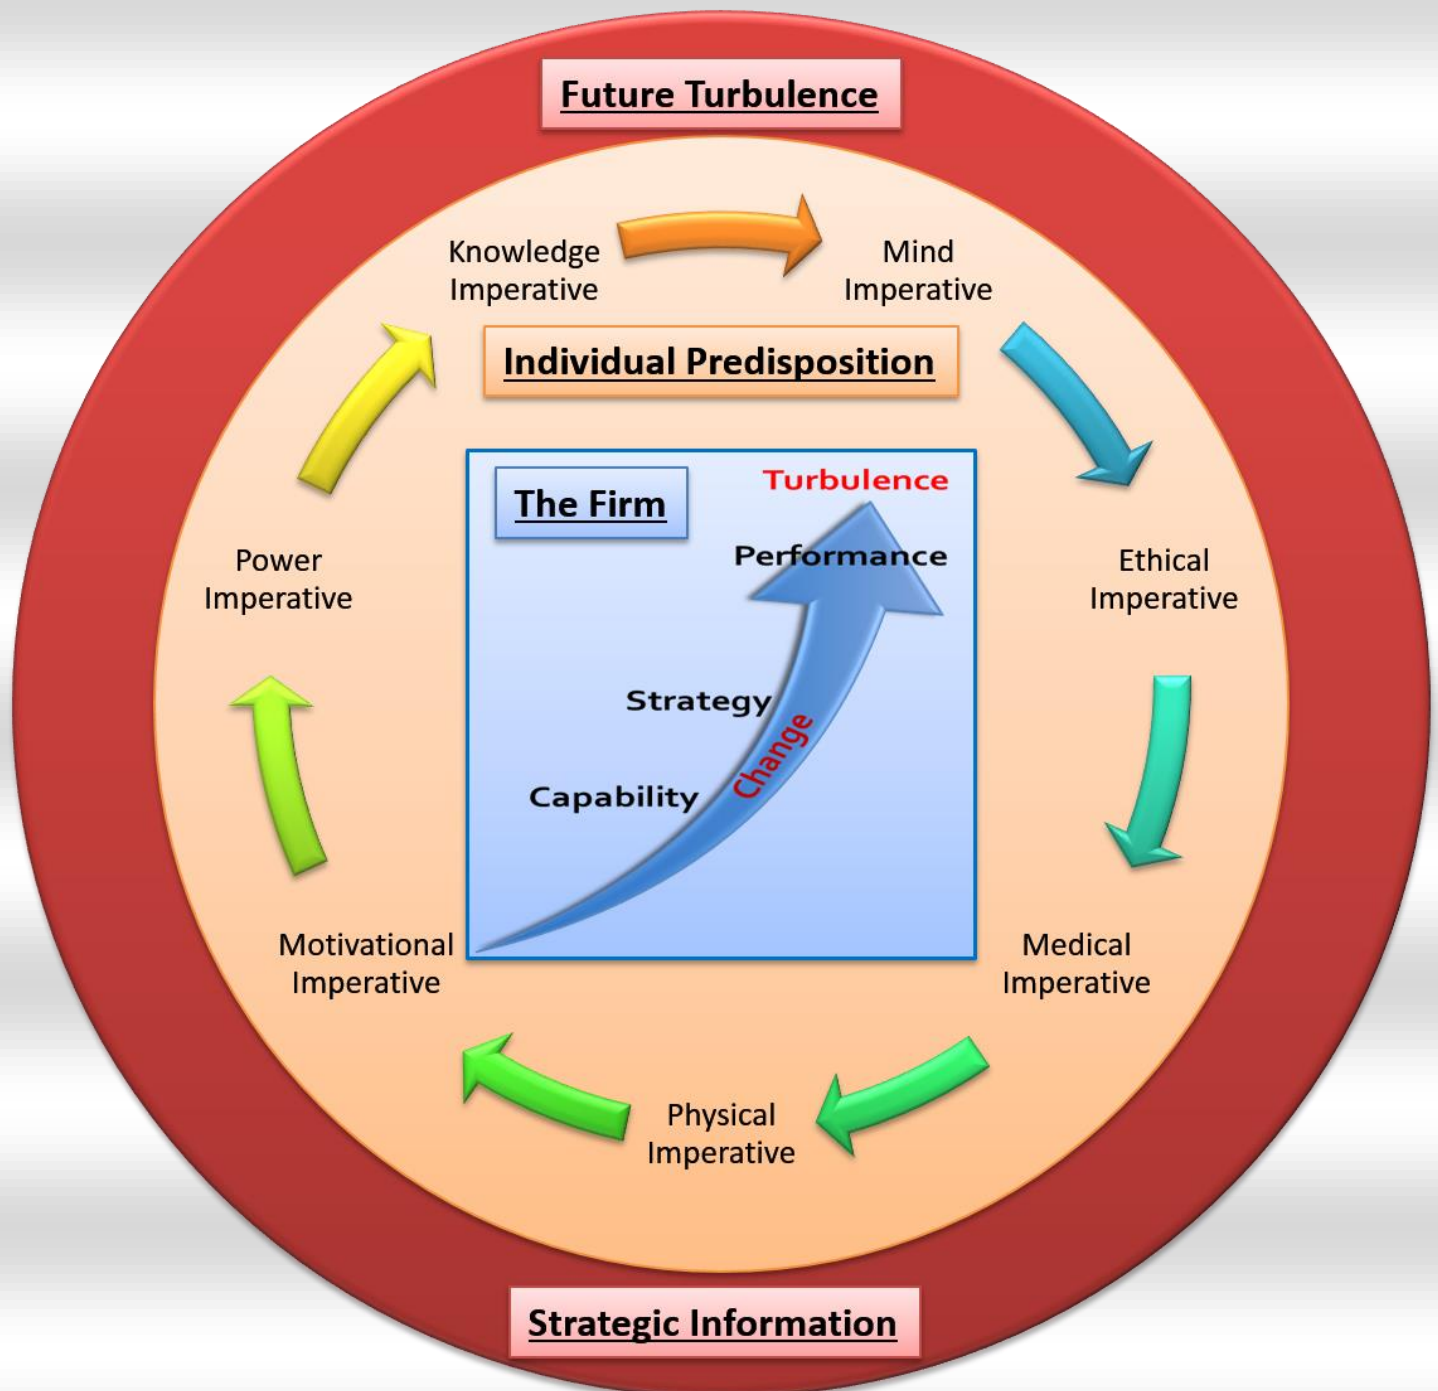 Future Turbulence
Knowledge
Imperative
Mind
Imperative
Individual Predisposition
The Firm
Turbulence
Performance
Power
Imperative
Ethical
Imperative
Strategy
Change
Capability
Motivational
Imperative
Medical
Imperative
Physical
Imperative
Strategic Information